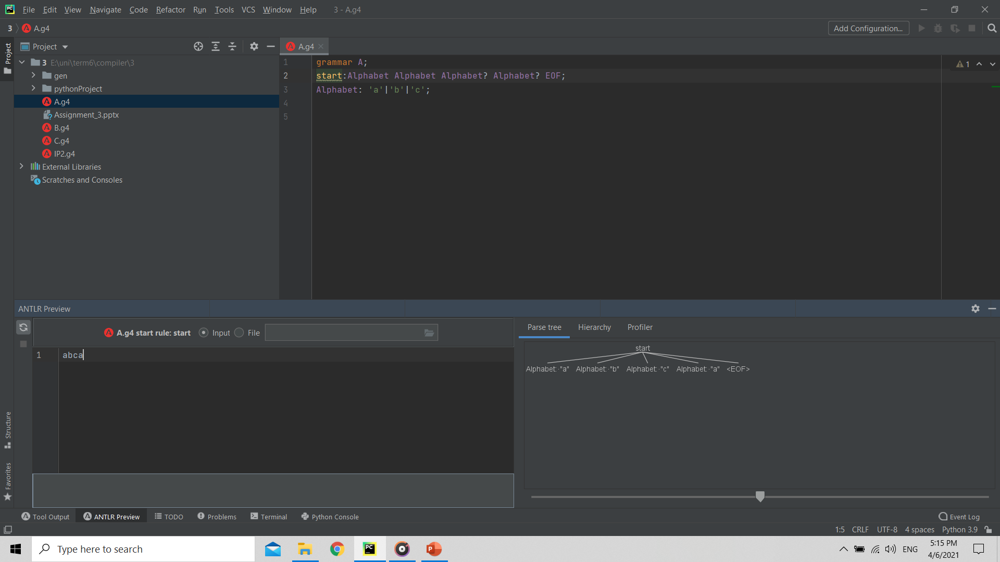 PC File Edit View Navigate Code Refactor Run Tools VCS Window Help 3 - A.g4
3 A.g4 Add Configuration...
Project
Project A.g4
3 E:\uni\term6\compiler\3
gen
pythonProject
A.g4
Assignment_3.pptx
B.g4
C.g4
IP2.g4
External Libraries
Scratches and Consoles
1 grammar A;
2 start:Alphabet Alphabet Alphabet? Alphabet? EOF;
3 Alphabet: 'a'|'b'|'c';
4
5
1
ANTLR Preview
A.g4 start rule: start Input File
1 abca
Parse tree Hierarchy Profiler
start
Alphabet:·"a" Alphabet:·"b" Alphabet:·"c" Alphabet:·"a" <EOF>
Structure
Favorites
Tool Output ANTLR Preview TODO Problems Terminal Python Console Event Log
1:5 CRLF UTF-8 4 spaces Python 3.9
Type here to search PC P ENG 5:15 PM
4/6/2021